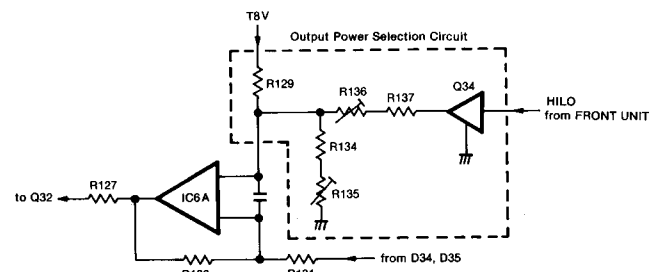 T8V
Output Power Selection Circuit
R129
R136
R137
Q34
HILO
from FRONT UNIT
R134
R135
IC6A
R127
to Q32
from D34, D35